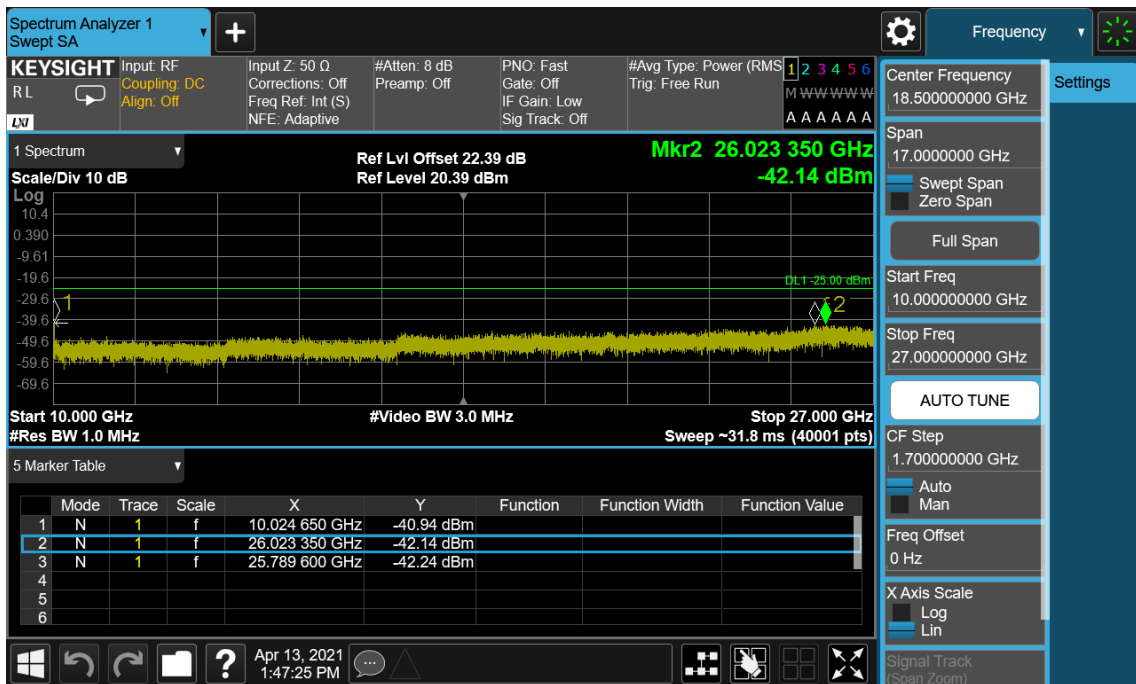 Spectrum Analyzer 1
Swept SA
+
Frequency
KEYSIGHT
RL
LXI
Input: RF
Coupling: DC
Align: Off
Input Z: 50 Ω
Corrections: Off
Freq Ref: Int (S)
NFE: Adaptive
#Atten: 8 dB
Preamp: Off
PNO: Fast
Gate: Off
IF Gain: Low
Sig Track: Off
#Avg Type: Power (RMS
Trig: Free Run
1 2 3 4 5 6
M W W W W W
A A A A A A
Center Frequency
18.500000000 GHz
Settings
Span
17.0000000 GHz
Swept Span
Zero Span
Full Span
Start Freq
10.000000000 GHz
Stop Freq
27.000000000 GHz
AUTO TUNE
CF Step
1.700000000 GHz
Auto
Man
Freq Offset
0 Hz
X Axis Scale
Log
Lin
Signal Track
(Span Zoom)
1 Spectrum
Scale/Div 10 dB
Ref Lvl Offset 22.39 dB
Ref Level 20.39 dBm
Mkr2 26.023 350 GHz
-42.14 dBm
Log
10.4
0.390
-9.61
-19.6
-29.6
-39.6
-49.6
-59.6
-69.6
DL1 -25.00 dBm
1
2
Start 10.000 GHz
#Res BW 1.0 MHz
#Video BW 3.0 MHz
Stop 27.000 GHz
Sweep ~31.8 ms (40001 pts)
5 Marker Table
Mode Trace Scale X Y Function Function Width Function Value
1 N 1 f 10.024 650 GHz -40.94 dBm
2 N 1 f 26.023 350 GHz -42.14 dBm
3 N 1 f 25.789 600 GHz -42.24 dBm
4
5
6
?
Apr 13, 2021
1:47:25 PM